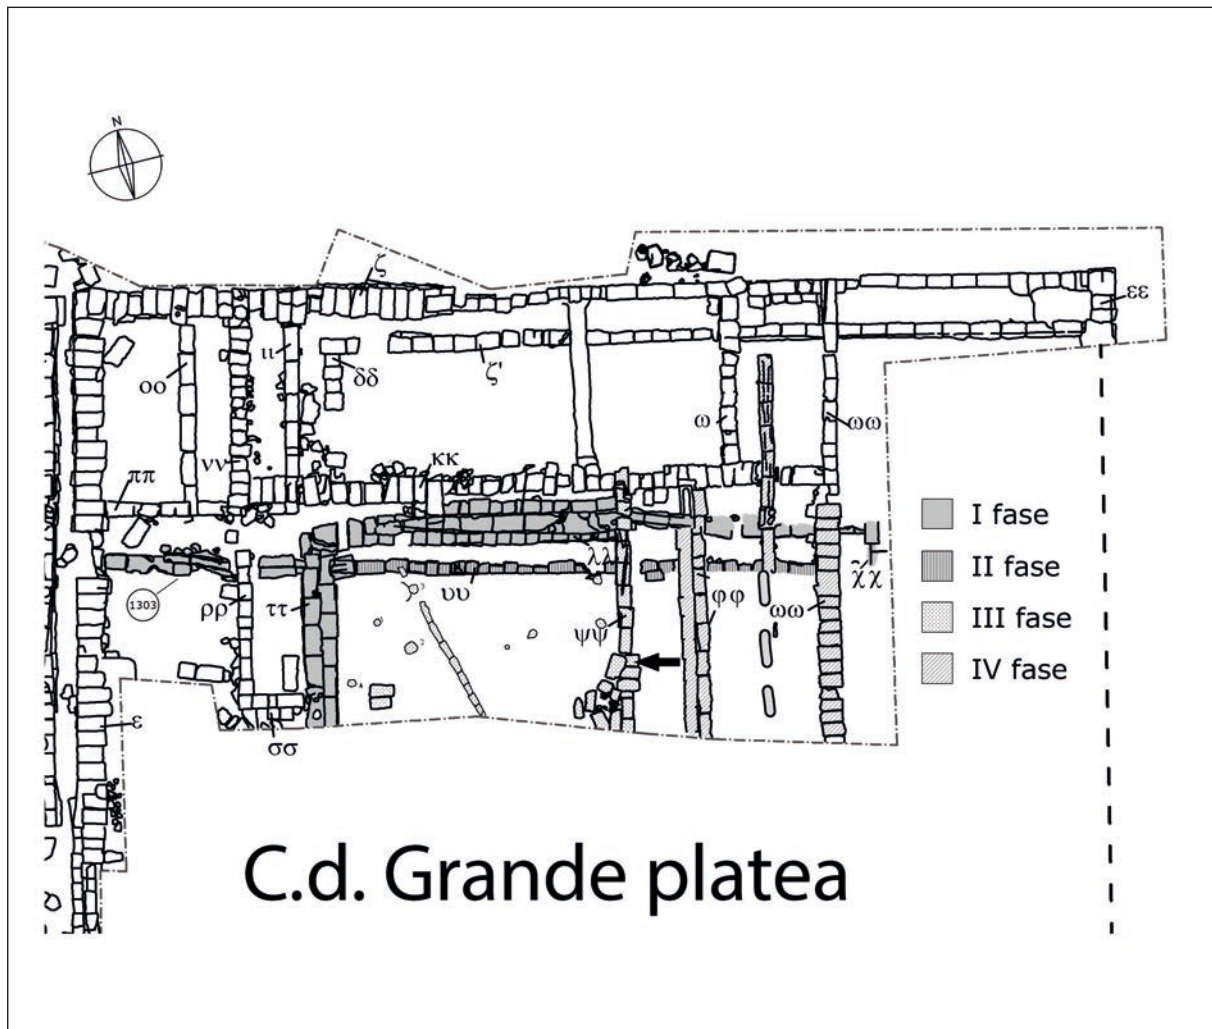 N
ζ
εε
ιι
οο
δδ
ζ'
ω
ωω
νν
κκ
ππ
I fase
II fase
III fase
IV fase
λλ
χχ
υυ
1303
ρρ
ττ
φφ
ωω
ψψ
ε
σσ
C.d. Grande platea